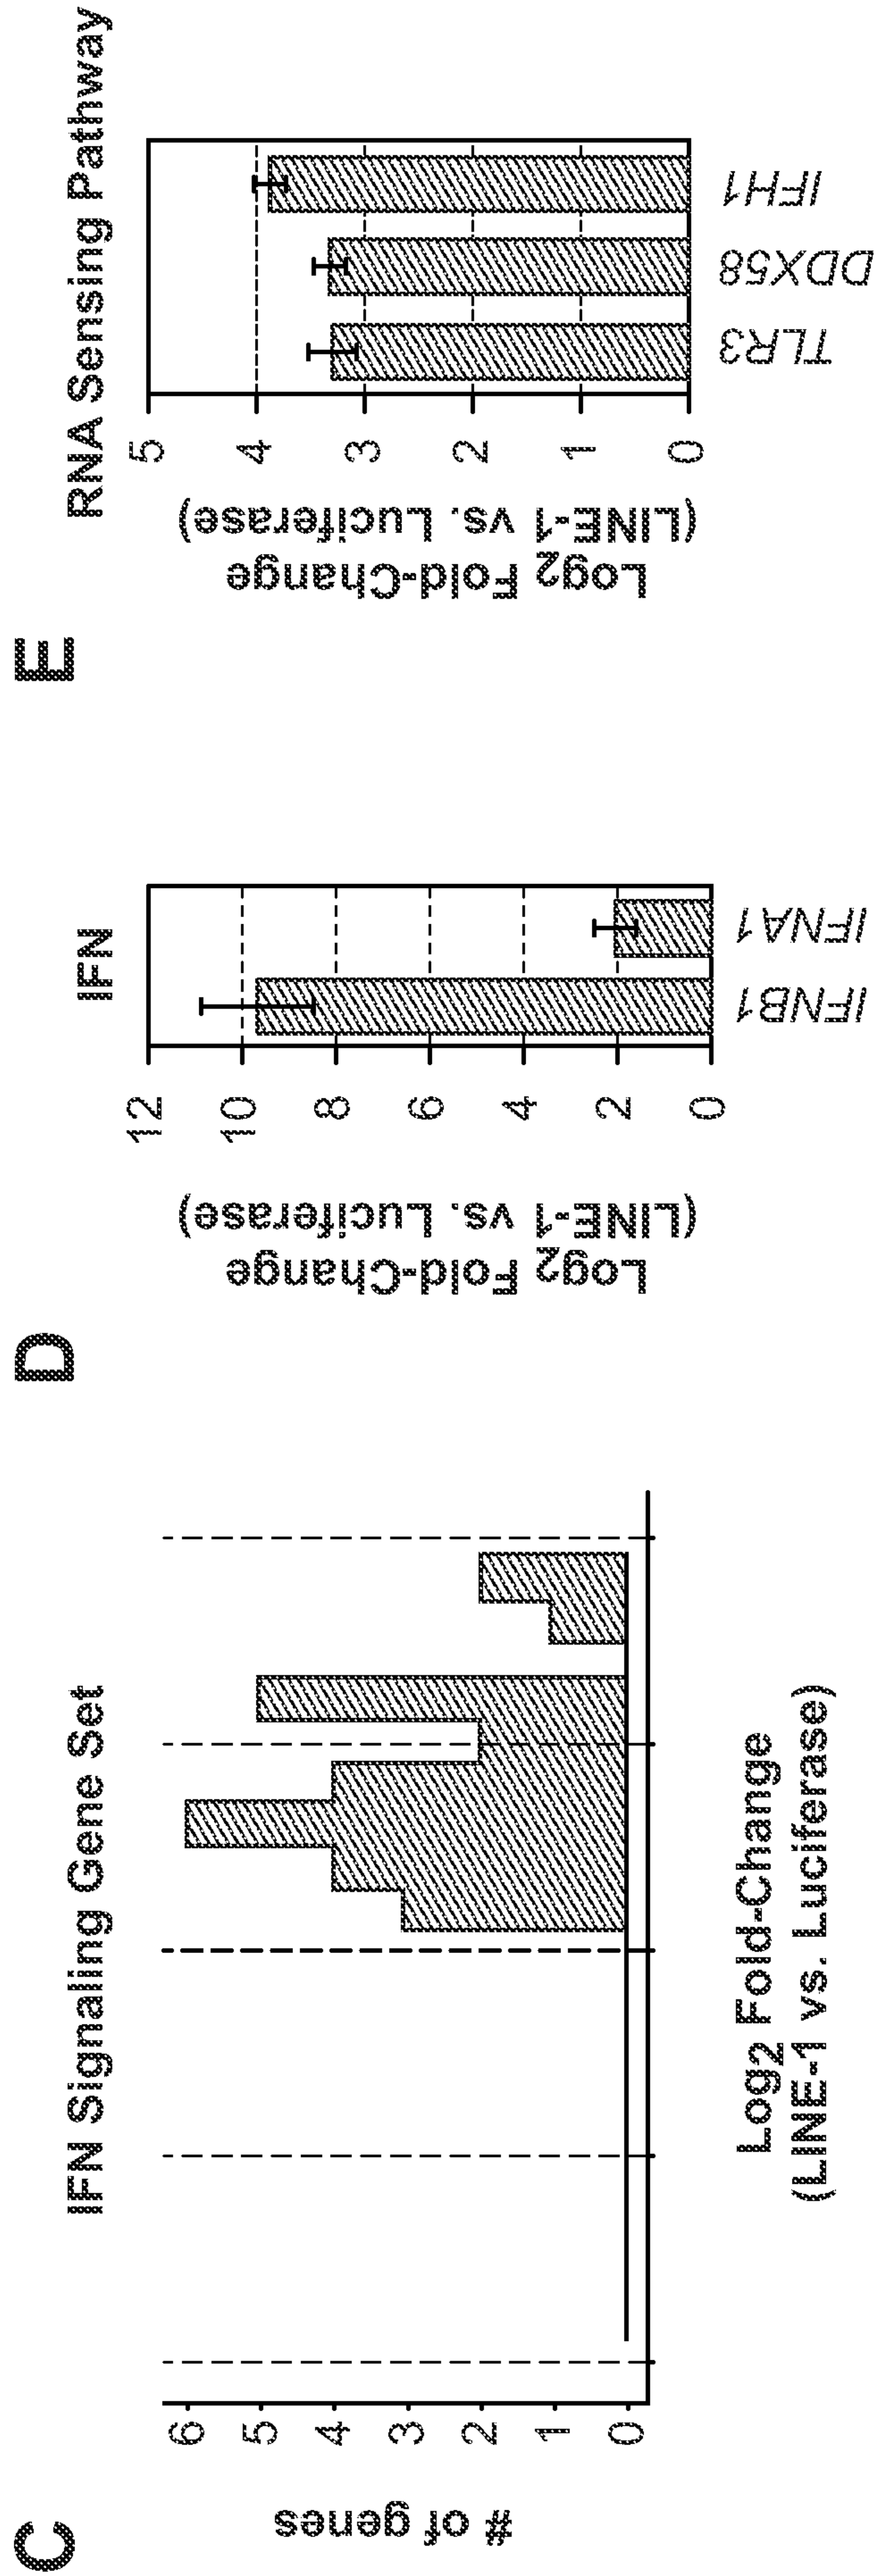 C
IFN Signaling Gene Set
# of genes
6
5
4
3
2
1
0
Log2 Fold-Change
(LINE-1 vs. Luciferase)
D
IFN
Log2 Fold-Change
(LINE-1 vs. Luciferase)
12
10
8
6
4
2
0
IFNB1
IFNA1
E
RNA Sensing Pathway
Log2 Fold-Change
(LINE-1 vs. Luciferase)
5
4
3
2
1
0
TLR3
DDX58
IFH1